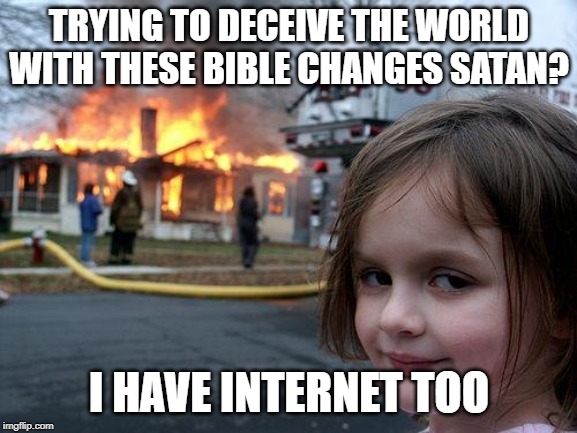 TRYING TO DECEIVE THE WORLD
WITH THESE BIBLE CHANGES SATAN?
I HAVE INTERNET TOO
imgflip.com